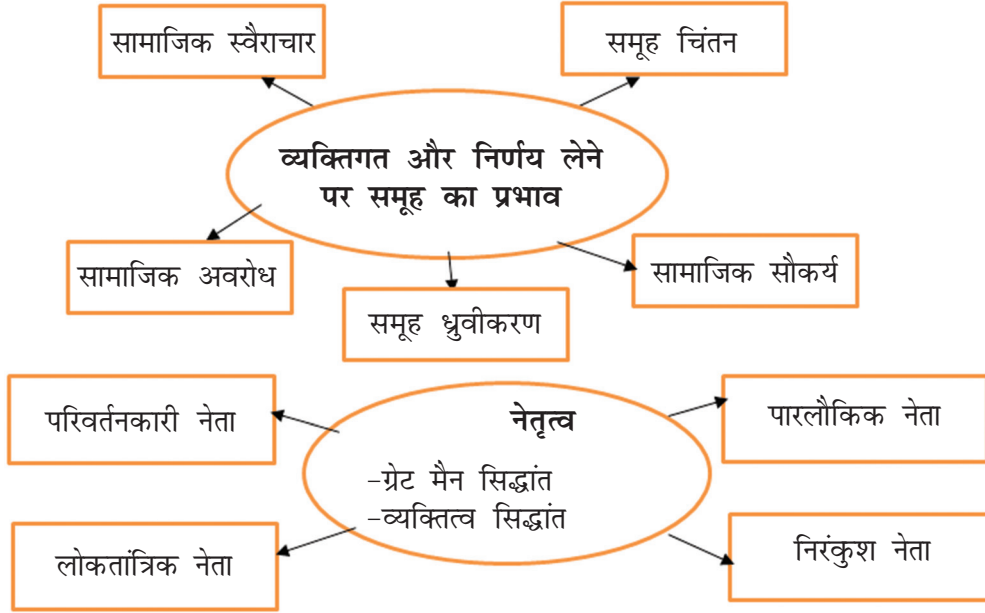 सामाजिक स्वैराचार
समूह चिंतन
व्यक्तिगत और निर्णय लेने
पर समूह का प्रभाव
सामाजिक अवरोध
सामाजिक सौकर्य
समूह ध्रुवीकरण
परिवर्तनकारी नेता
नेतृत्व
पारलौकिक नेता
-ग्रेट मैन सिद्धांत
-व्यक्तित्व सिद्धांत
लोकतांत्रिक नेता
निरंकुश नेता